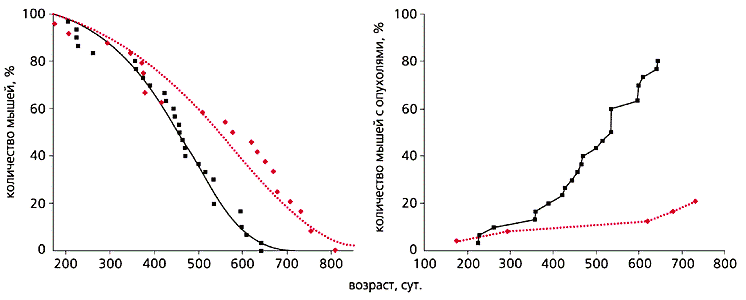 количество мышей, %
100
80
60
40
20
0
200 300 400 500 600 700 800
количество мышей с опухолями, %
100
80
60
40
20
0
100 200 300 400 500 600 700 800
возраст, сут.